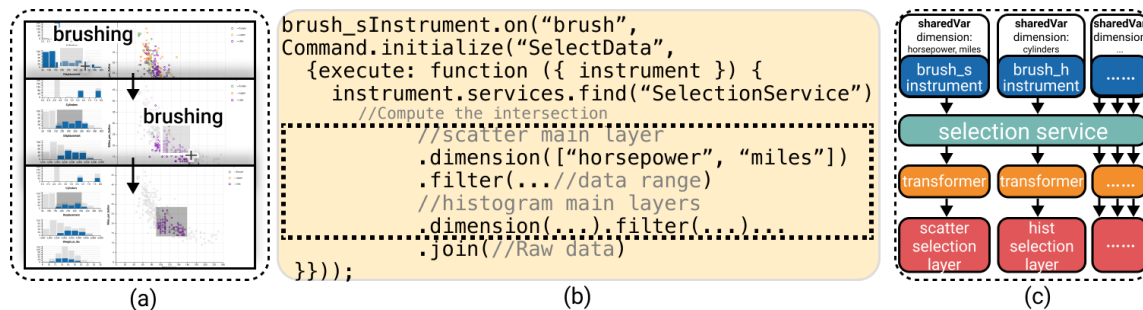 brushing
brushing
(a)
brush_sInstrument.on(“brush”,
Command.initialize(“SelectData”,
{execute: function ({ instrument }) {
instrument.services.find(“SelectionService”)
//Compute the intersection
//scatter main layer
.dimension([“horsepower”, “miles”])
.filter(...//data range)
//histogram main layers
.dimension(...).filter(...)...
.join(//Raw data)
}}));
(b)
sharedVar
dimension:
horsepower, miles
brush_s
instrument
sharedVar
dimension:
cylinders
brush_h
instrument
sharedVar
dimension:
...
......
selection service
transformer
transformer
......
scatter
selection
layer
hist
selection
layer
......
(c)